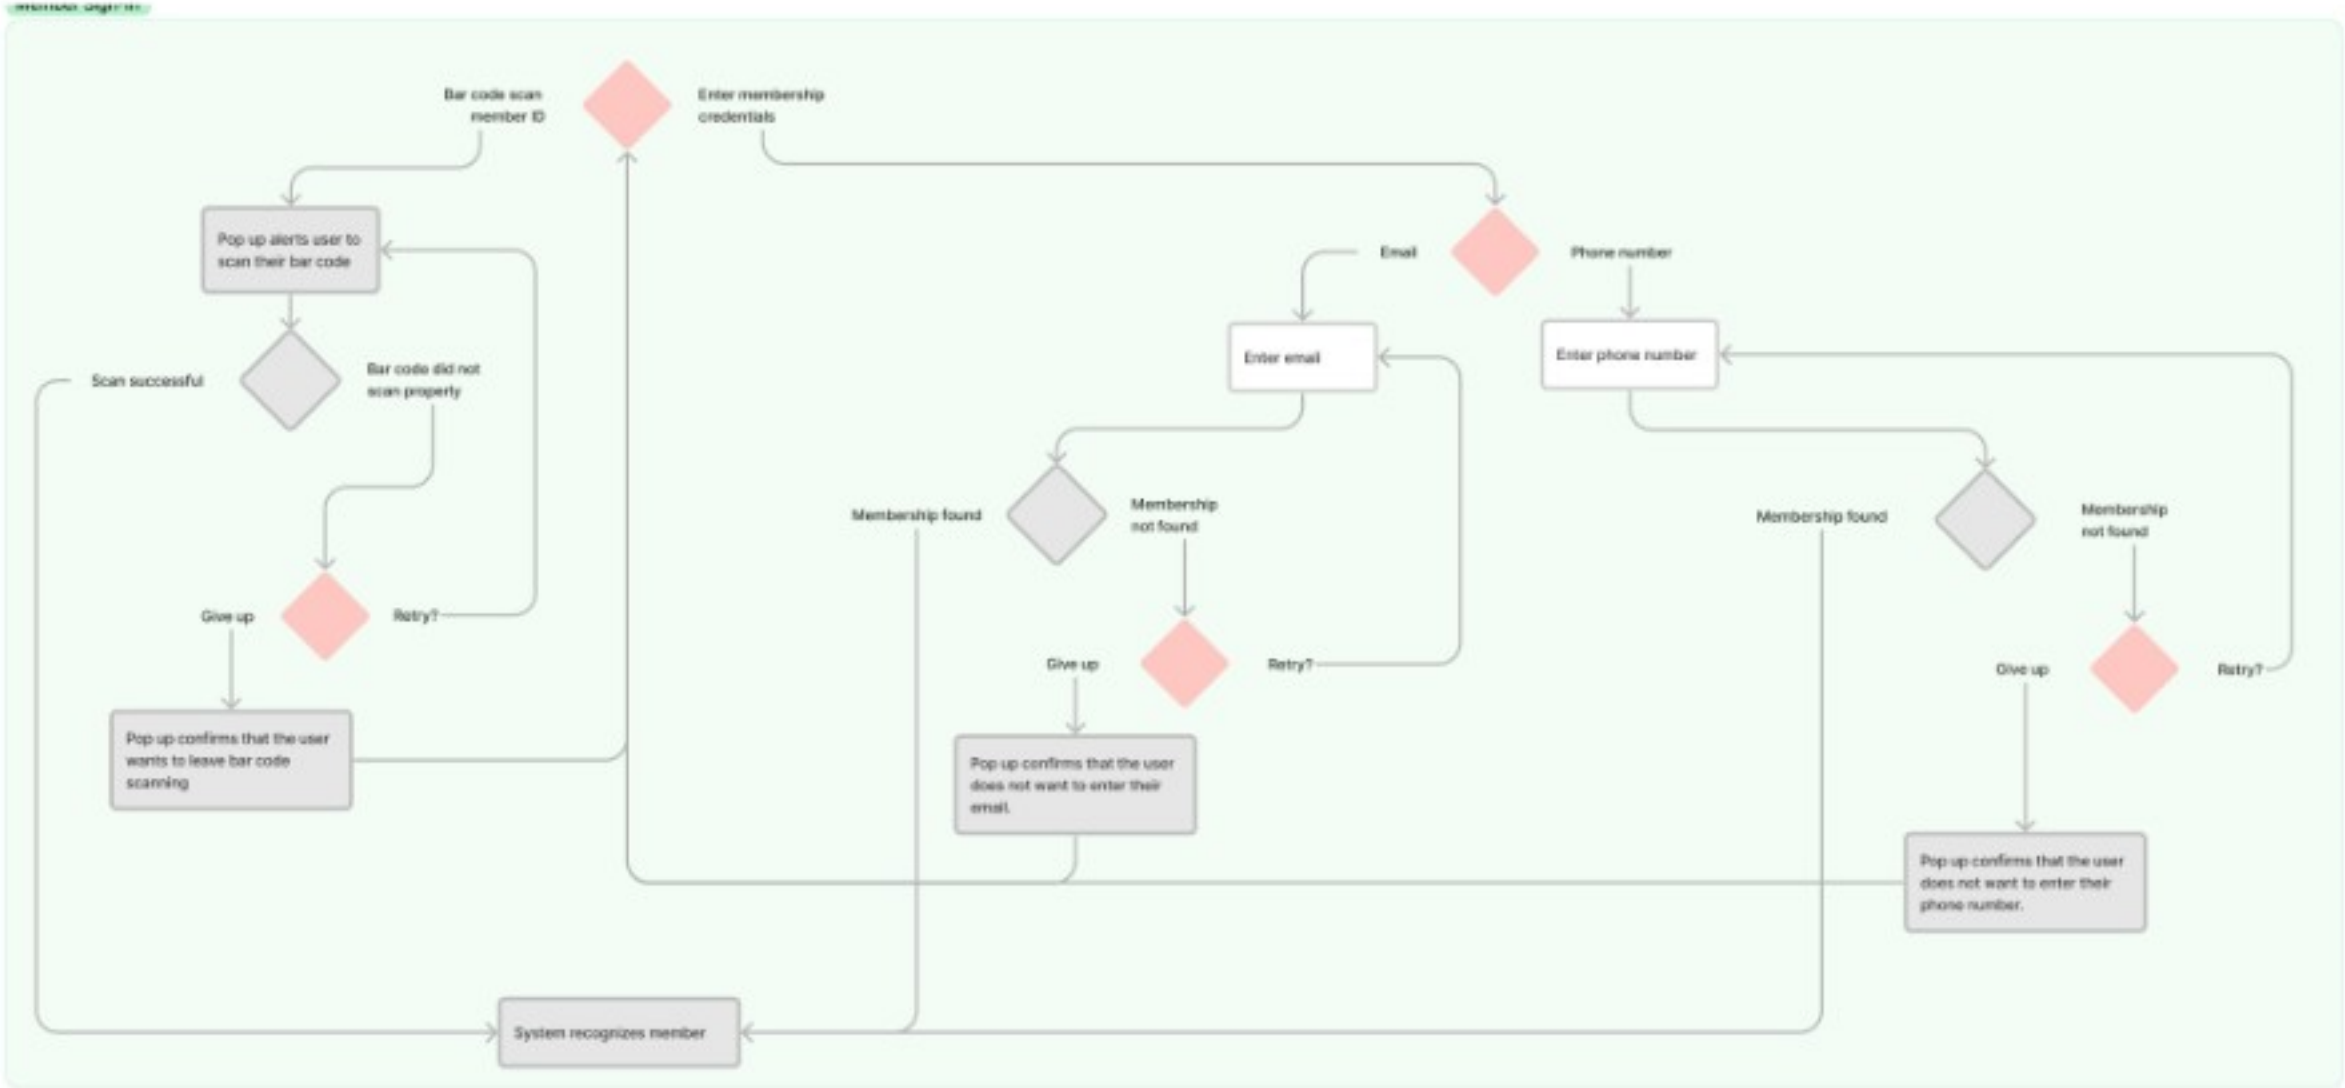 Member Sign-in
Bar code scan
member ID
Enter membership
credentials
Pop up alerts user to
scan their bar code
Email
Phone number
Enter email
Enter phone number
Scan successful
Bar code did not
scan properly
Membership found
Membership
not found
Membership found
Membership
not found
Give up
Retry?
Give up
Retry?
Give up
Retry?
Pop up confirms that the user
wants to leave bar code
scanning
Pop up confirms that the user
does not want to enter their
email.
Pop up confirms that the user
does not want to enter their
phone number.
System recognizes member